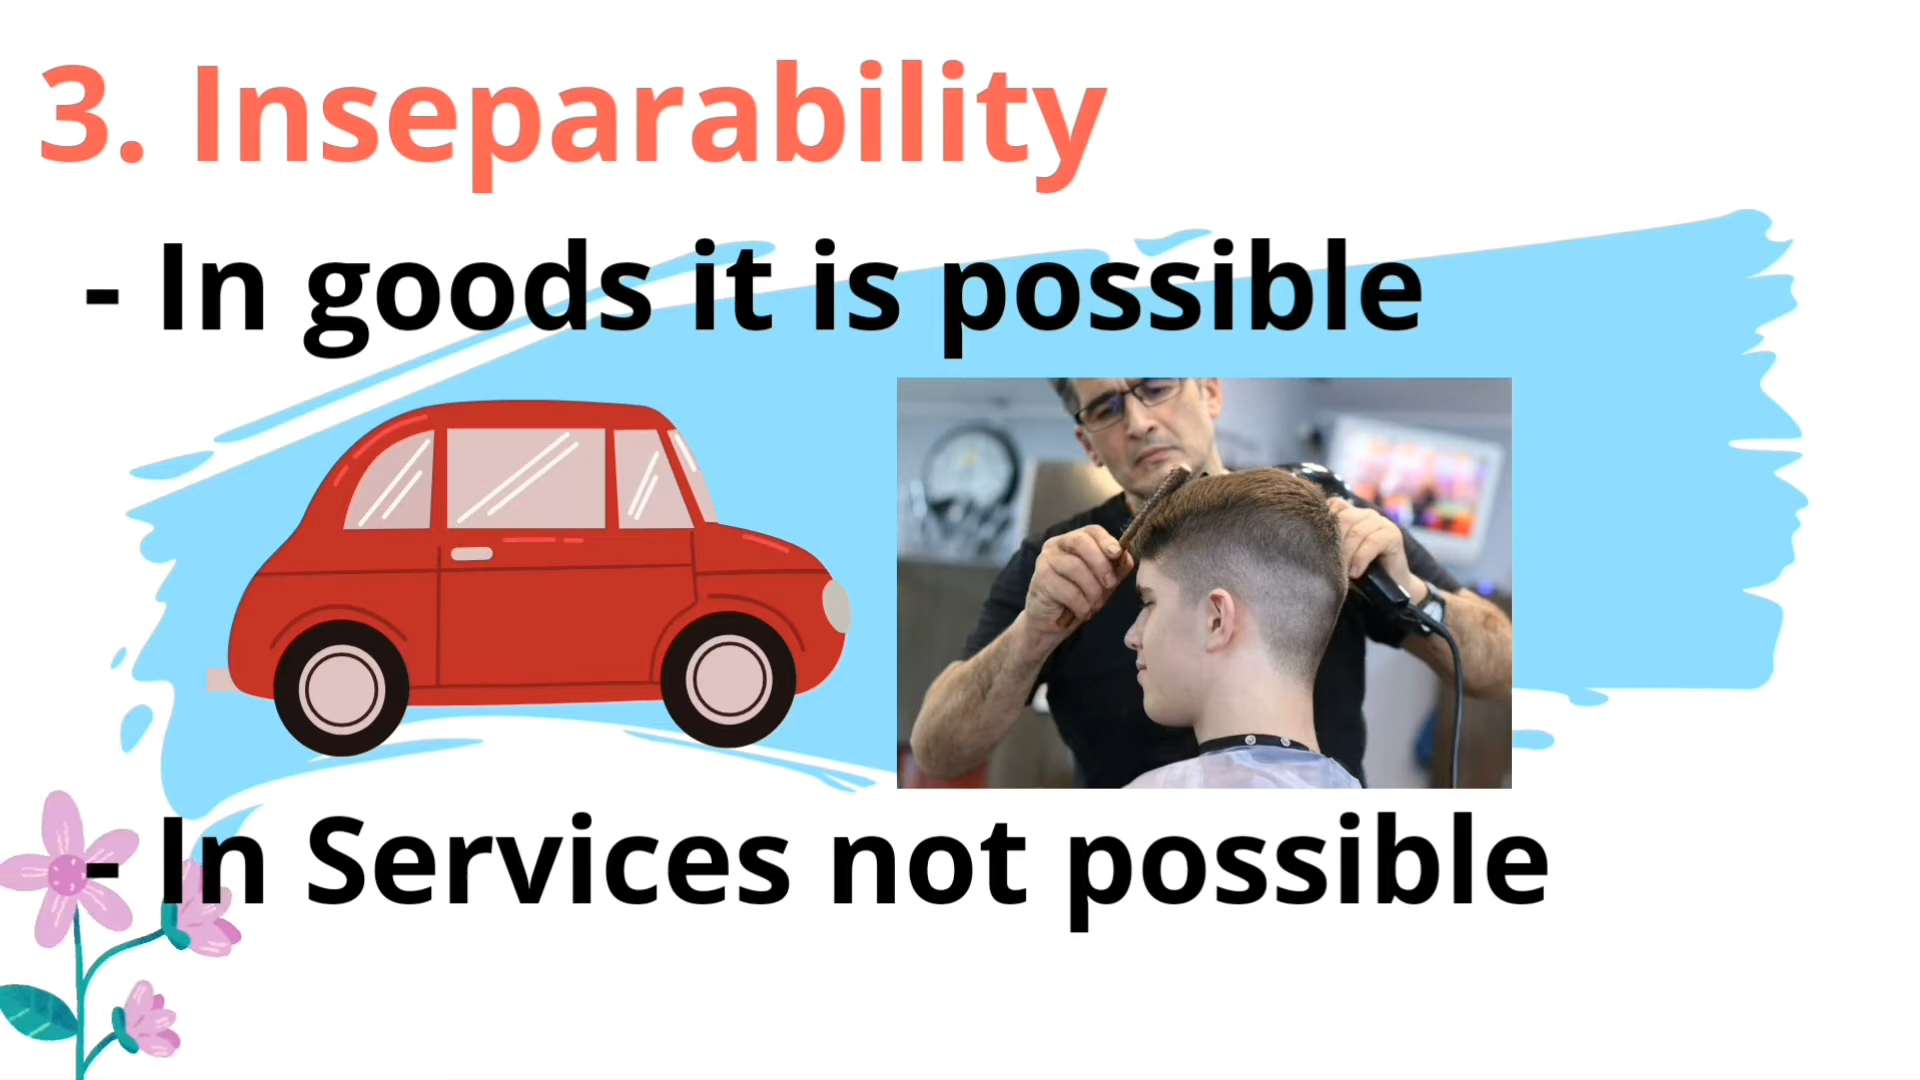 3. Inseparability
- In goods it is possible
- In Services not possible